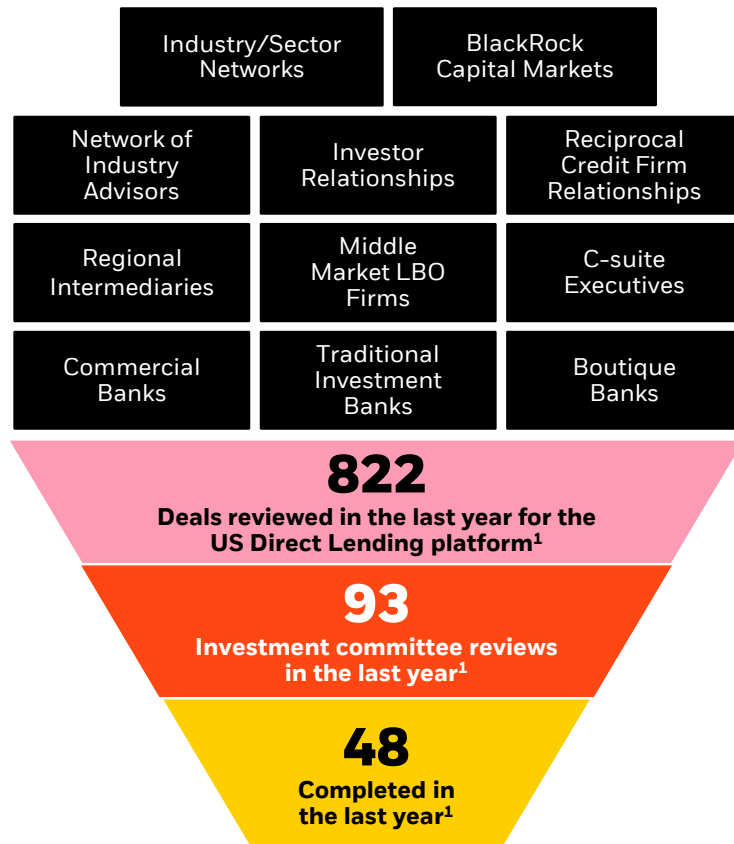 Industry/Sector
Networks
BlackRock
Capital Markets
Network of
Industry
Advisors
Investor
Relationships
Reciprocal
Credit Firm
Relationships
Regional
Intermediaries
Middle
Market LBO
Firms
C-suite
Executives
Commercial
Banks
Traditional
Investment
Banks
Boutique
Banks
822
Deals reviewed in the last year for the
US Direct Lending platform¹
93
Investment committee reviews
in the last year¹
48
Completed in
the last year¹